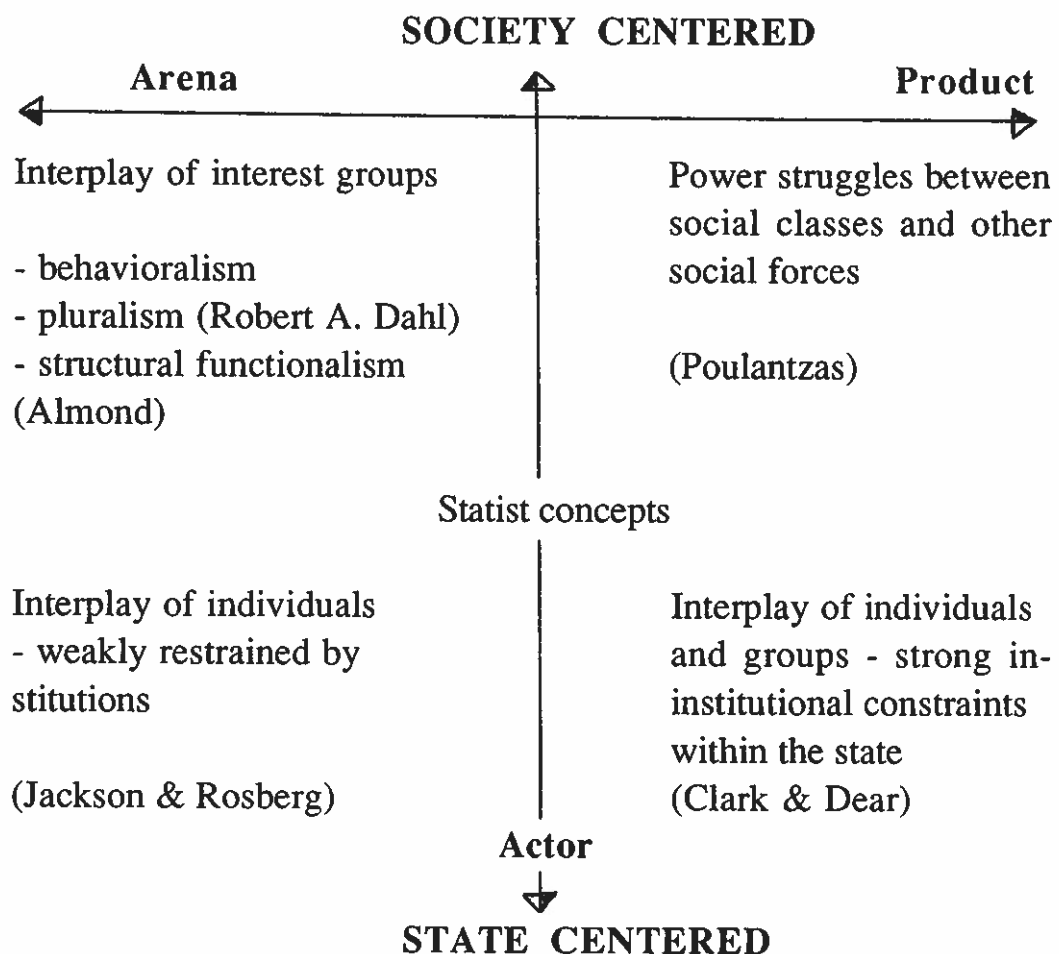 SOCIETY CENTERED
Arena
Product
Interplay of interest groups
- behavioralism
- pluralism (Robert A. Dahl)
- structural functionalism
(Almond)
Power struggles between
social classes and other
social forces
(Poulantzas)
Statist concepts
Interplay of individuals
- weakly restrained by
stitutions
(Jackson & Rosberg)
Interplay of individuals
and groups - strong in-
institutional constraints
within the state
(Clark & Dear)
Actor
STATE CENTERED